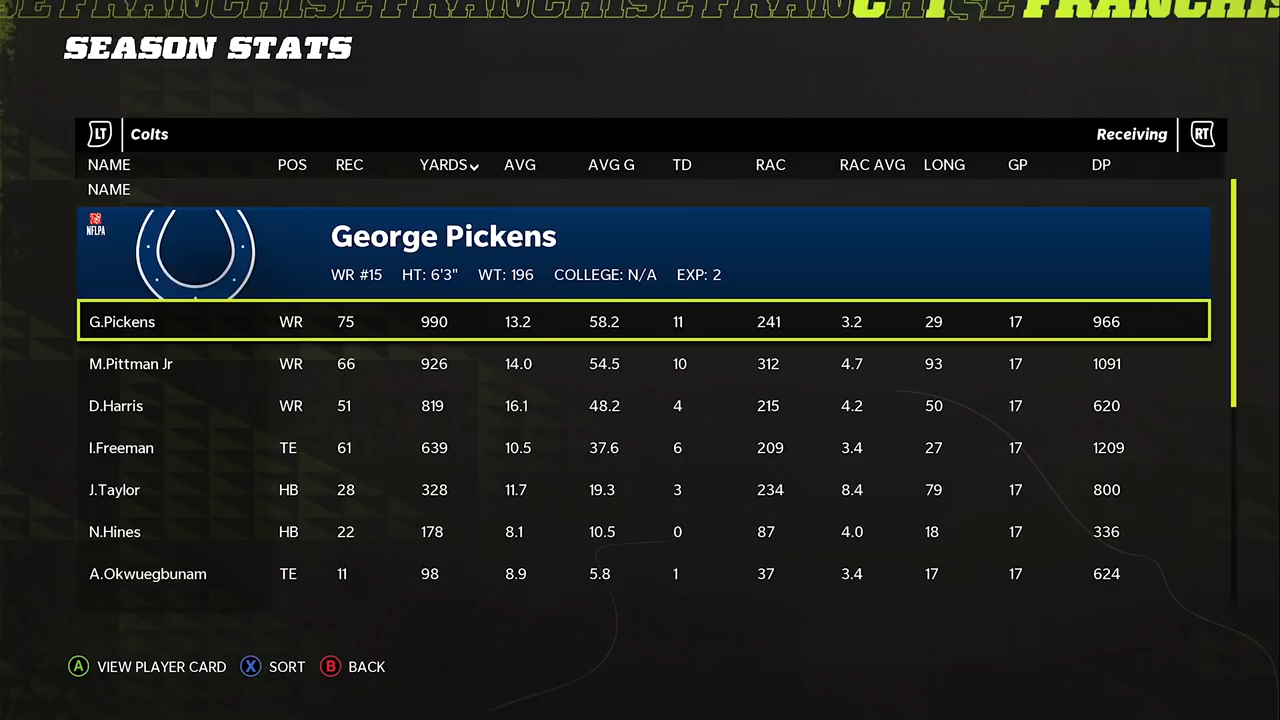 FRANCHISE FRANCHISE FRANCHISE FRANCHISE FRANCHIS
SEASON STATS
LT Colts Receiving RT
NAME POS REC YARDS AVG AVG G TD RAC RAC AVG LONG GP DP
NAME
NFLPA
George Pickens
WR #15 HT: 6'3" WT: 196 COLLEGE: N/A EXP: 2
G.Pickens WR 75 990 13.2 58.2 11 241 3.2 29 17 966
M.Pittman Jr WR 66 926 14.0 54.5 10 312 4.7 93 17 1091
D.Harris WR 51 819 16.1 48.2 4 215 4.2 50 17 620
I.Freeman TE 61 639 10.5 37.6 6 209 3.4 27 17 1209
J.Taylor HB 28 328 11.7 19.3 3 234 8.4 79 17 800
N.Hines HB 22 178 8.1 10.5 0 87 4.0 18 17 336
A.Okwuegbunam TE 11 98 8.9 5.8 1 37 3.4 17 17 624
A VIEW PLAYER CARD X SORT B BACK